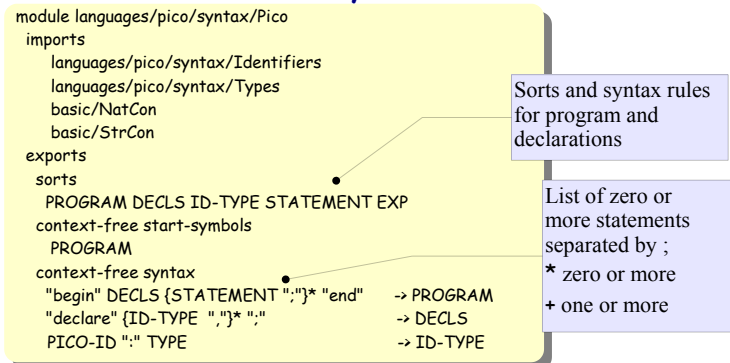 module languages/pico/syntax/Pico
imports
languages/pico/syntax/Identifiers
languages/pico/syntax/Types
basic/NatCon
basic/StrCon
exports
sorts
PROGRAM DECLS ID-TYPE STATEMENT EXP
context-free start-symbols
PROGRAM
context-free syntax
"begin" DECLS {STATEMENT ";"}* "end" -> PROGRAM
"declare" {ID-TYPE ","}* ";" -> DECLS
PICO-ID ":" TYPE -> ID-TYPE
Sorts and syntax rules
for program and
declarations
List of zero or
more statements
separated by ;
* zero or more
+ one or more